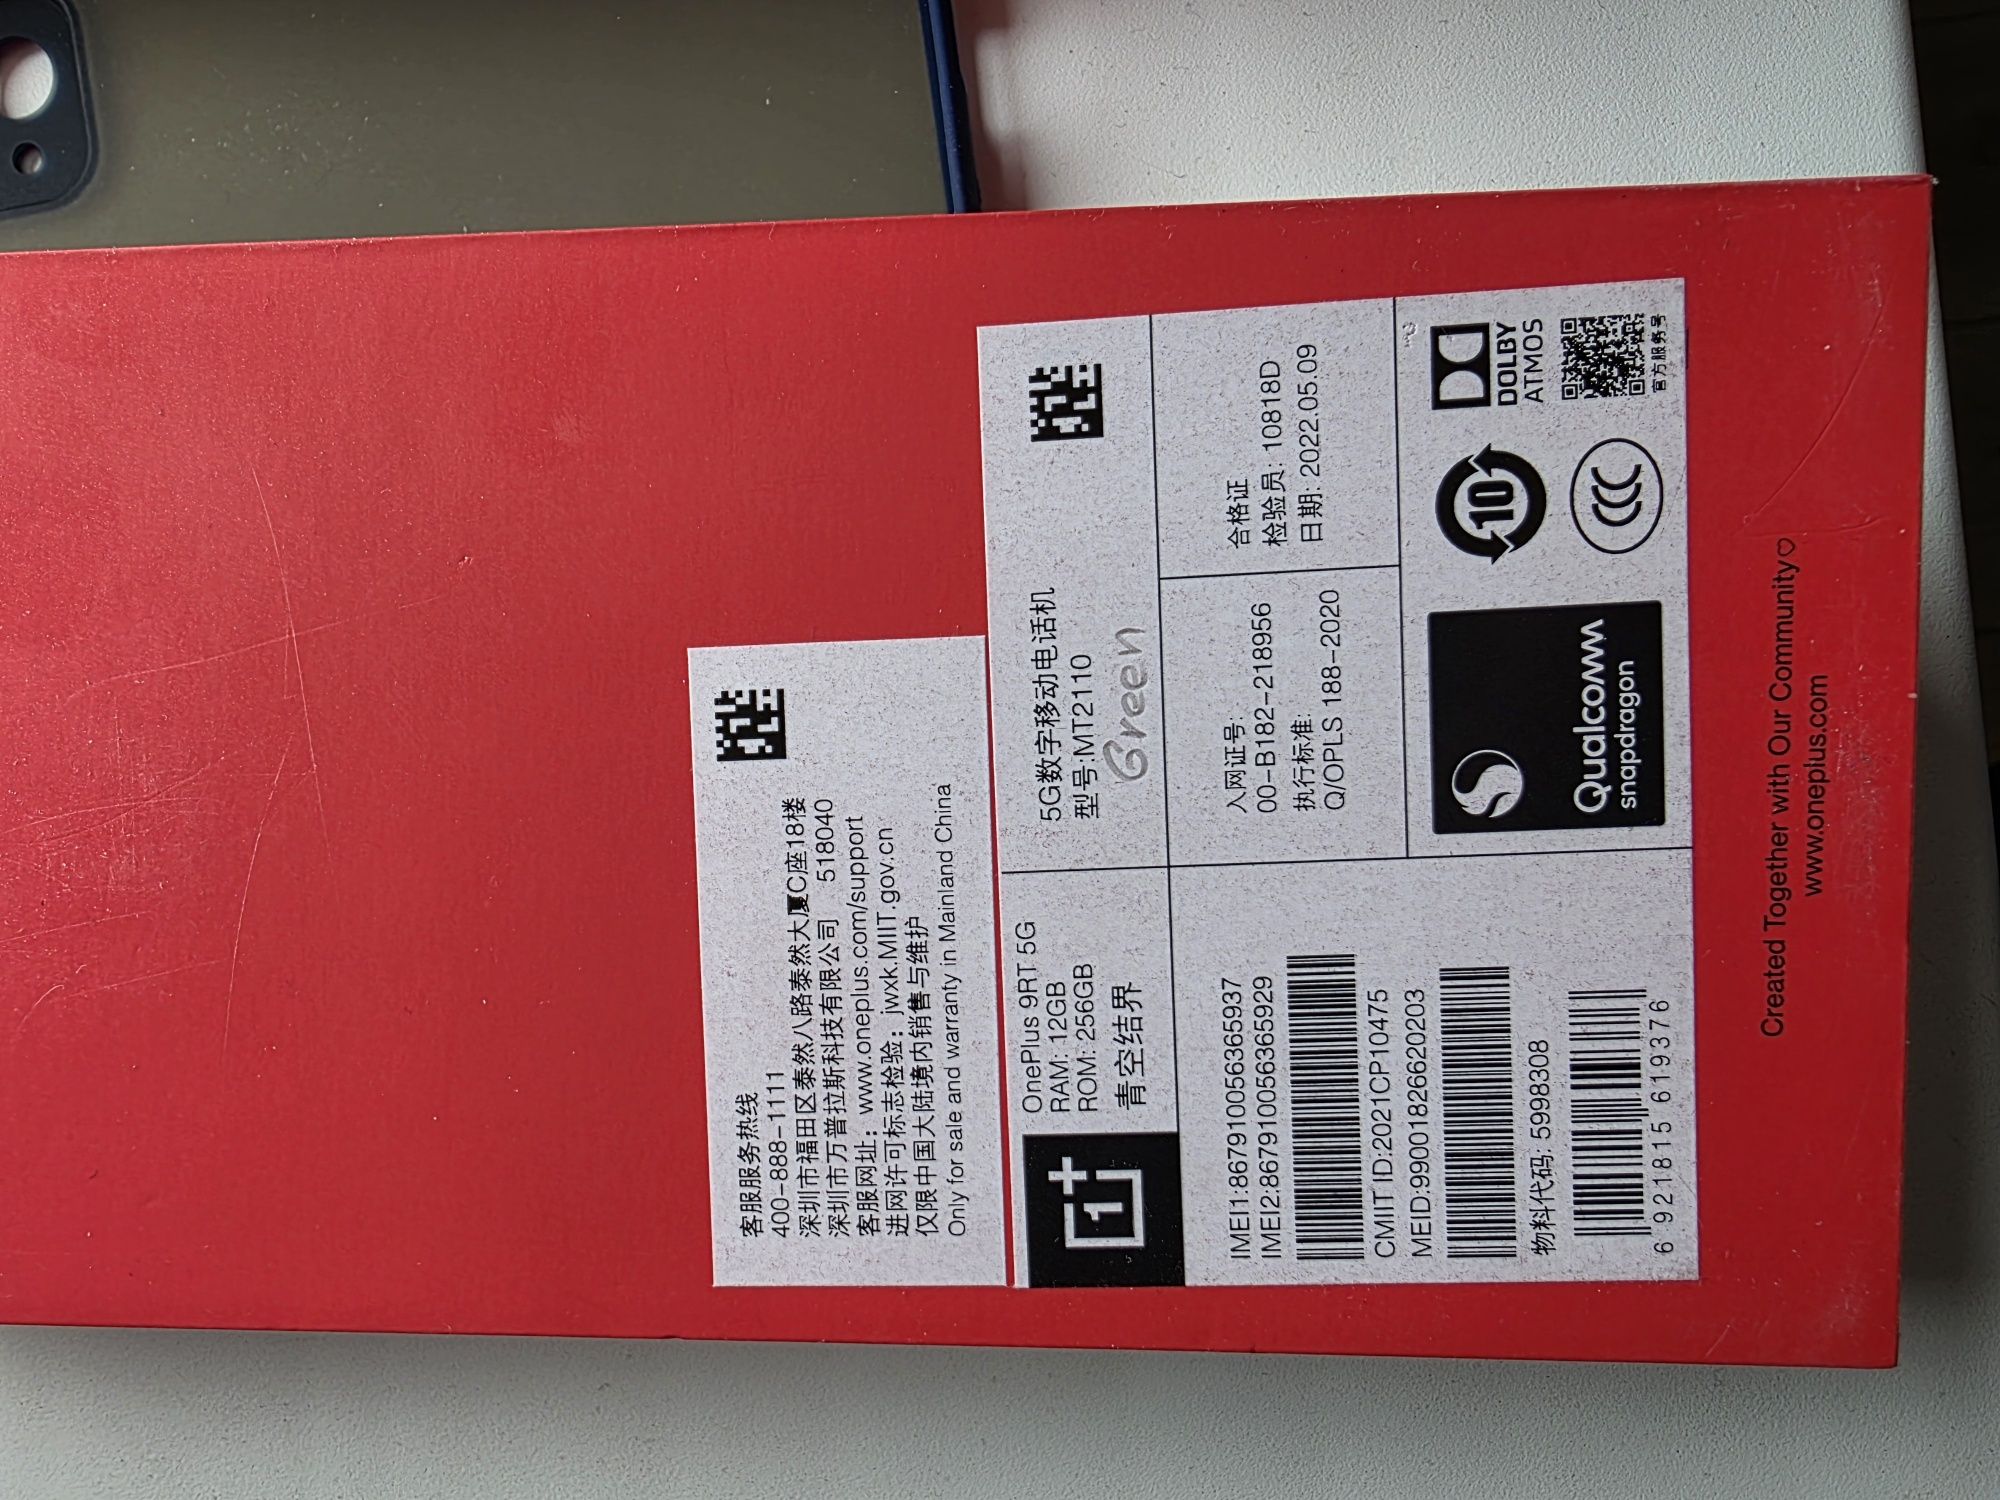 客服服务热线
400-888-1111
深圳市福田区泰然八路泰然大厦C座18楼
深圳市万普拉斯科技有限公司 518040
客服网址：www.oneplus.com/support
进网许可标志检验：jwxk.MIIT.gov.cn
仅限中国大陆境内销售与维护
Only for sale and warranty in Mainland China
OnePlus 9RT 5G
RAM: 12GB
ROM: 256GB
青空结界
5G数字移动电话机
型号:MT2110
Green
IMEI1:867910056365937
IMEI2:867910056365929
CMIIT ID:2021CP10475
MEID:99001826620203
物料代码: 5998308
6 921815 619376
入网证号:
00-B182-218956
执行标准:
Q/OPLS 188-2020
合格证
检验员: 10818D
日期: 2022.05.09
Qualcomm
snapdragon
10
CCC
DOLBY
ATMOS
官方服务号
Created Together with Our Community♡
www.oneplus.com